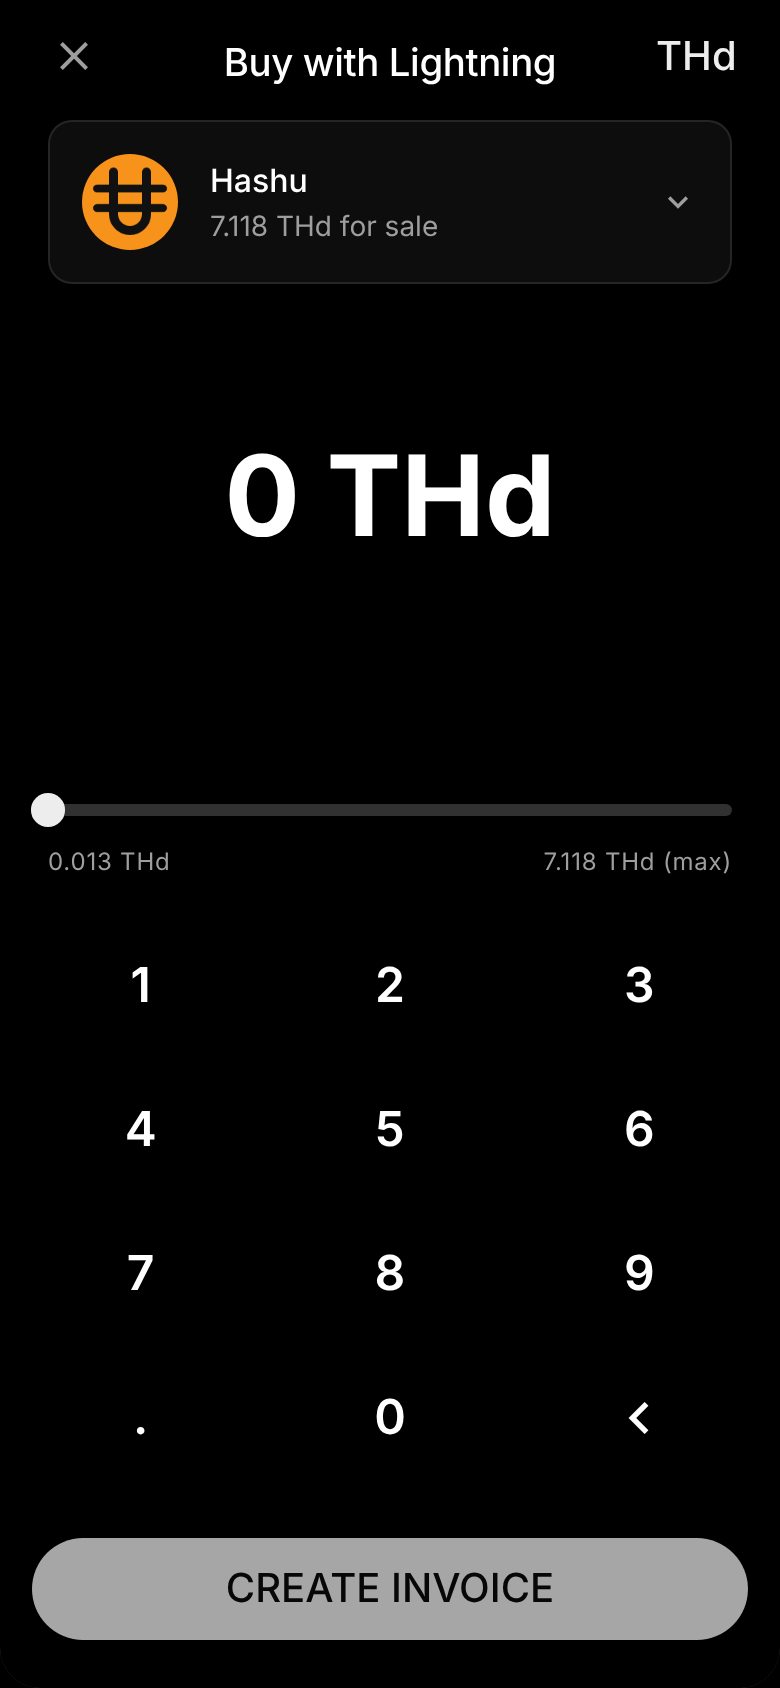 Buy with Lightning
THd
Hashu
7.118 THd for sale
0 THd
0.013 THd
7.118 THd (max)
1 2 3
4 5 6
7 8 9
. 0
CREATE INVOICE